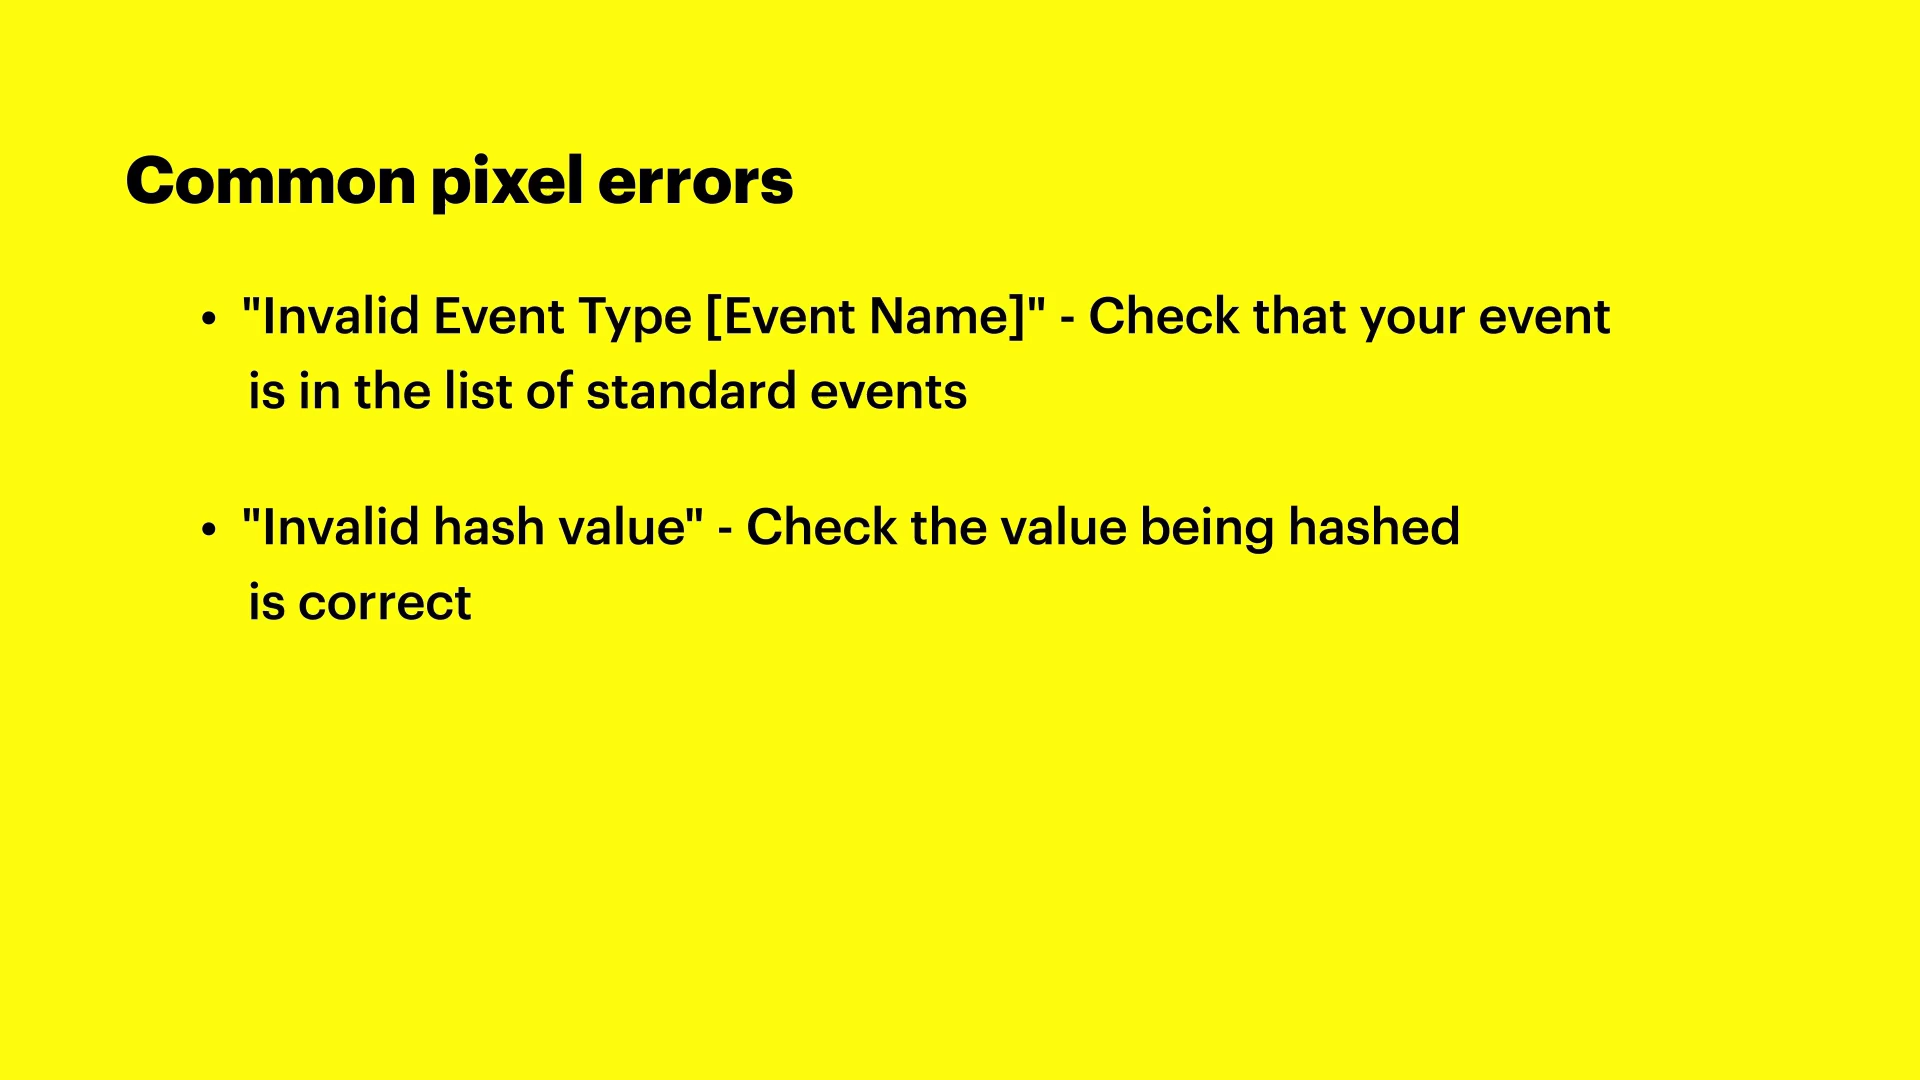 Common pixel errors
• "Invalid Event Type [Event Name]" - Check that your event
is in the list of standard events
• "Invalid hash value" - Check the value being hashed
is correct